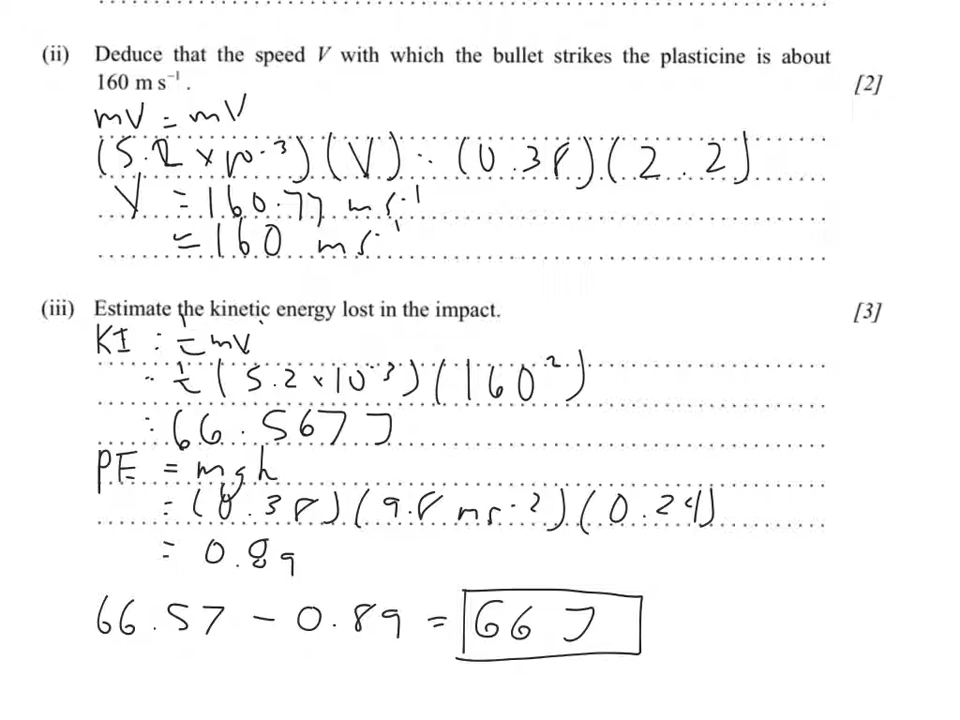 (ii) Deduce that the speed V with which the bullet strikes the plasticine is about
160 m s⁻¹. [2]
mV = mV
(5.2 × 10⁻³)(V) = (0.38)(2.2)
V = 160.77 ms⁻¹
≈ 160 ms⁻¹
(iii) Estimate the kinetic energy lost in the impact. [3]
KE = ½mv²
= ½(5.2 × 10⁻³)(160²)
= 66.567 J
PE = mgh
= (0.38)(9.8 ms⁻²)(0.24)
= 0.89
66.57 - 0.89 = 66 J